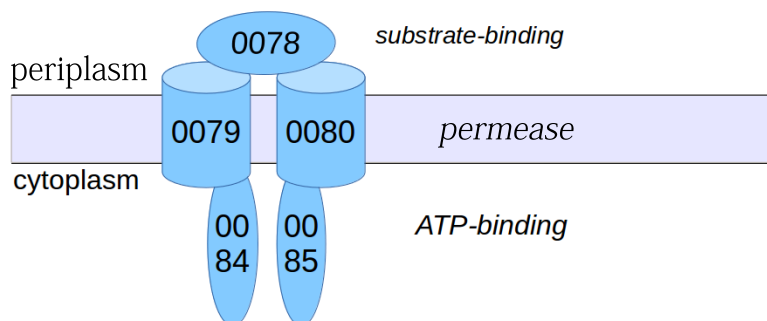 0078
substrate-binding
periplasm
0079
0080
permease
cytoplasm
00
84
00
85
ATP-binding